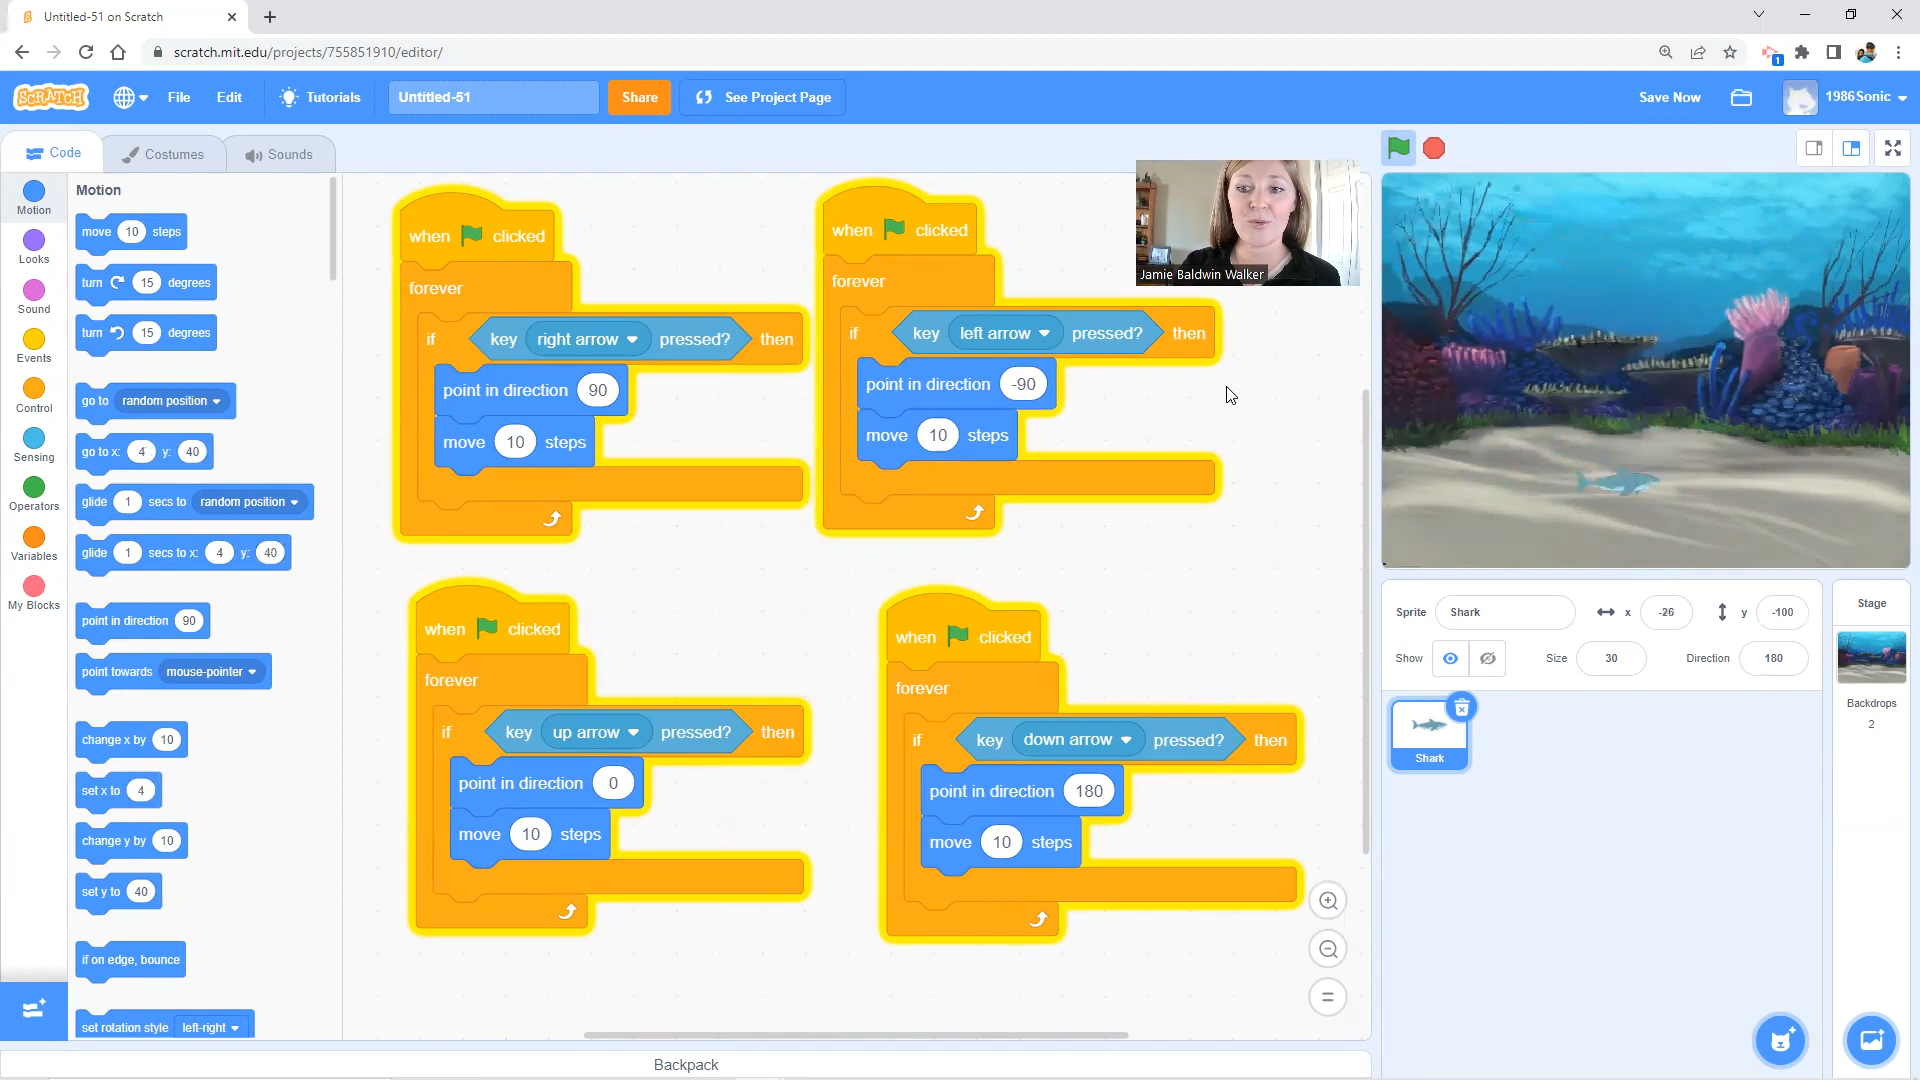 Untitled-51 on Scratch
scratch.mit.edu/projects/755851910/editor/
1
SCRATCH
File
Edit
Tutorials
Untitled-51
Share
See Project Page
Save Now
1986Sonic
Code
Costumes
Sounds
Motion
Looks
Sound
Events
Control
Sensing
Operators
Variables
My Blocks
Motion
move 10 steps
turn 15 degrees
turn 15 degrees
go to random position
go to x: 4 y: 40
glide 1 secs to random position
glide 1 secs to x: 4 y: 40
point in direction 90
point towards mouse-pointer
change x by 10
set x to 4
change y by 10
set y to 40
if on edge, bounce
set rotation style left-right
when clicked
forever
if key right arrow pressed? then
point in direction 90
move 10 steps
when clicked
forever
if key left arrow pressed? then
point in direction -90
move 10 steps
when clicked
forever
if key up arrow pressed? then
point in direction 0
move 10 steps
when clicked
forever
if key down arrow pressed? then
point in direction 180
move 10 steps
Jamie Baldwin Walker
Sprite Shark x -26 y -100
Show Size 30 Direction 180
Shark
Stage
Backdrops
2
Backpack